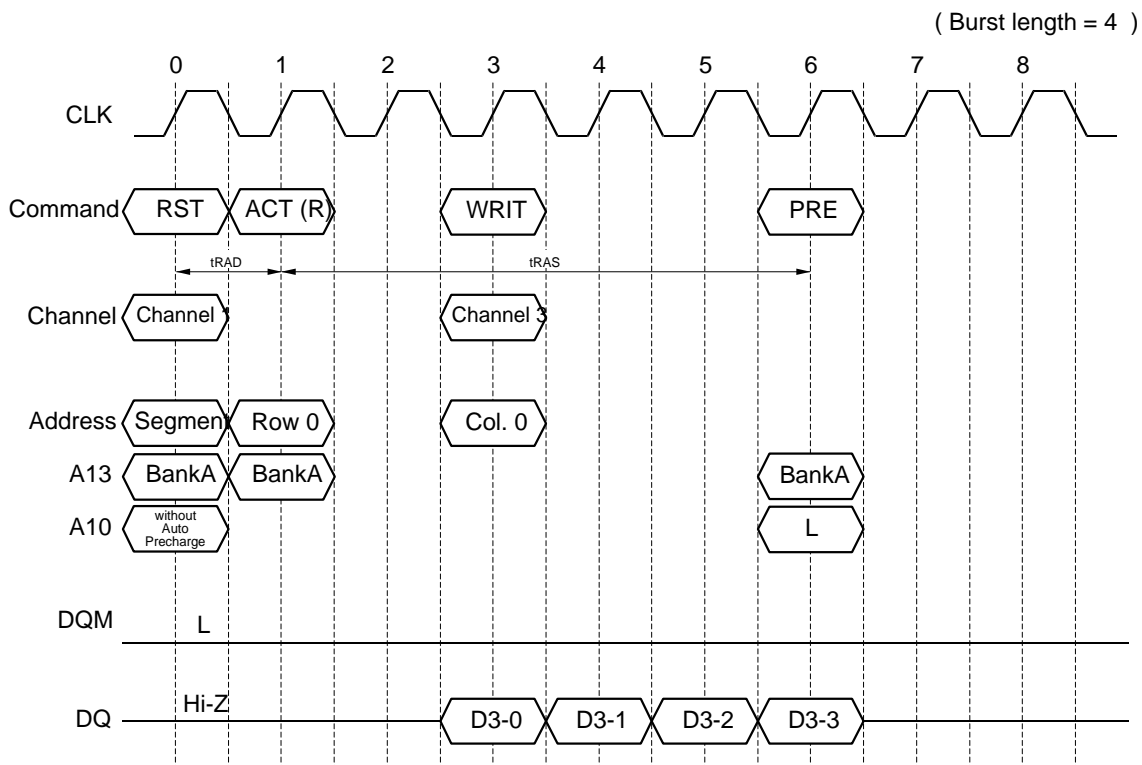 ( Burst length = 4 )
0 1 2 3 4 5 6 7 8
CLK
Command RST ACT (R) WRIT PRE
tRAD tRAS
Channel Channel 1 Channel 3
Address Segment Row 0 Col. 0
A13 BankA BankA BankA
A10 without Auto Precharge L
DQM L
DQ Hi-Z D3-0 D3-1 D3-2 D3-3